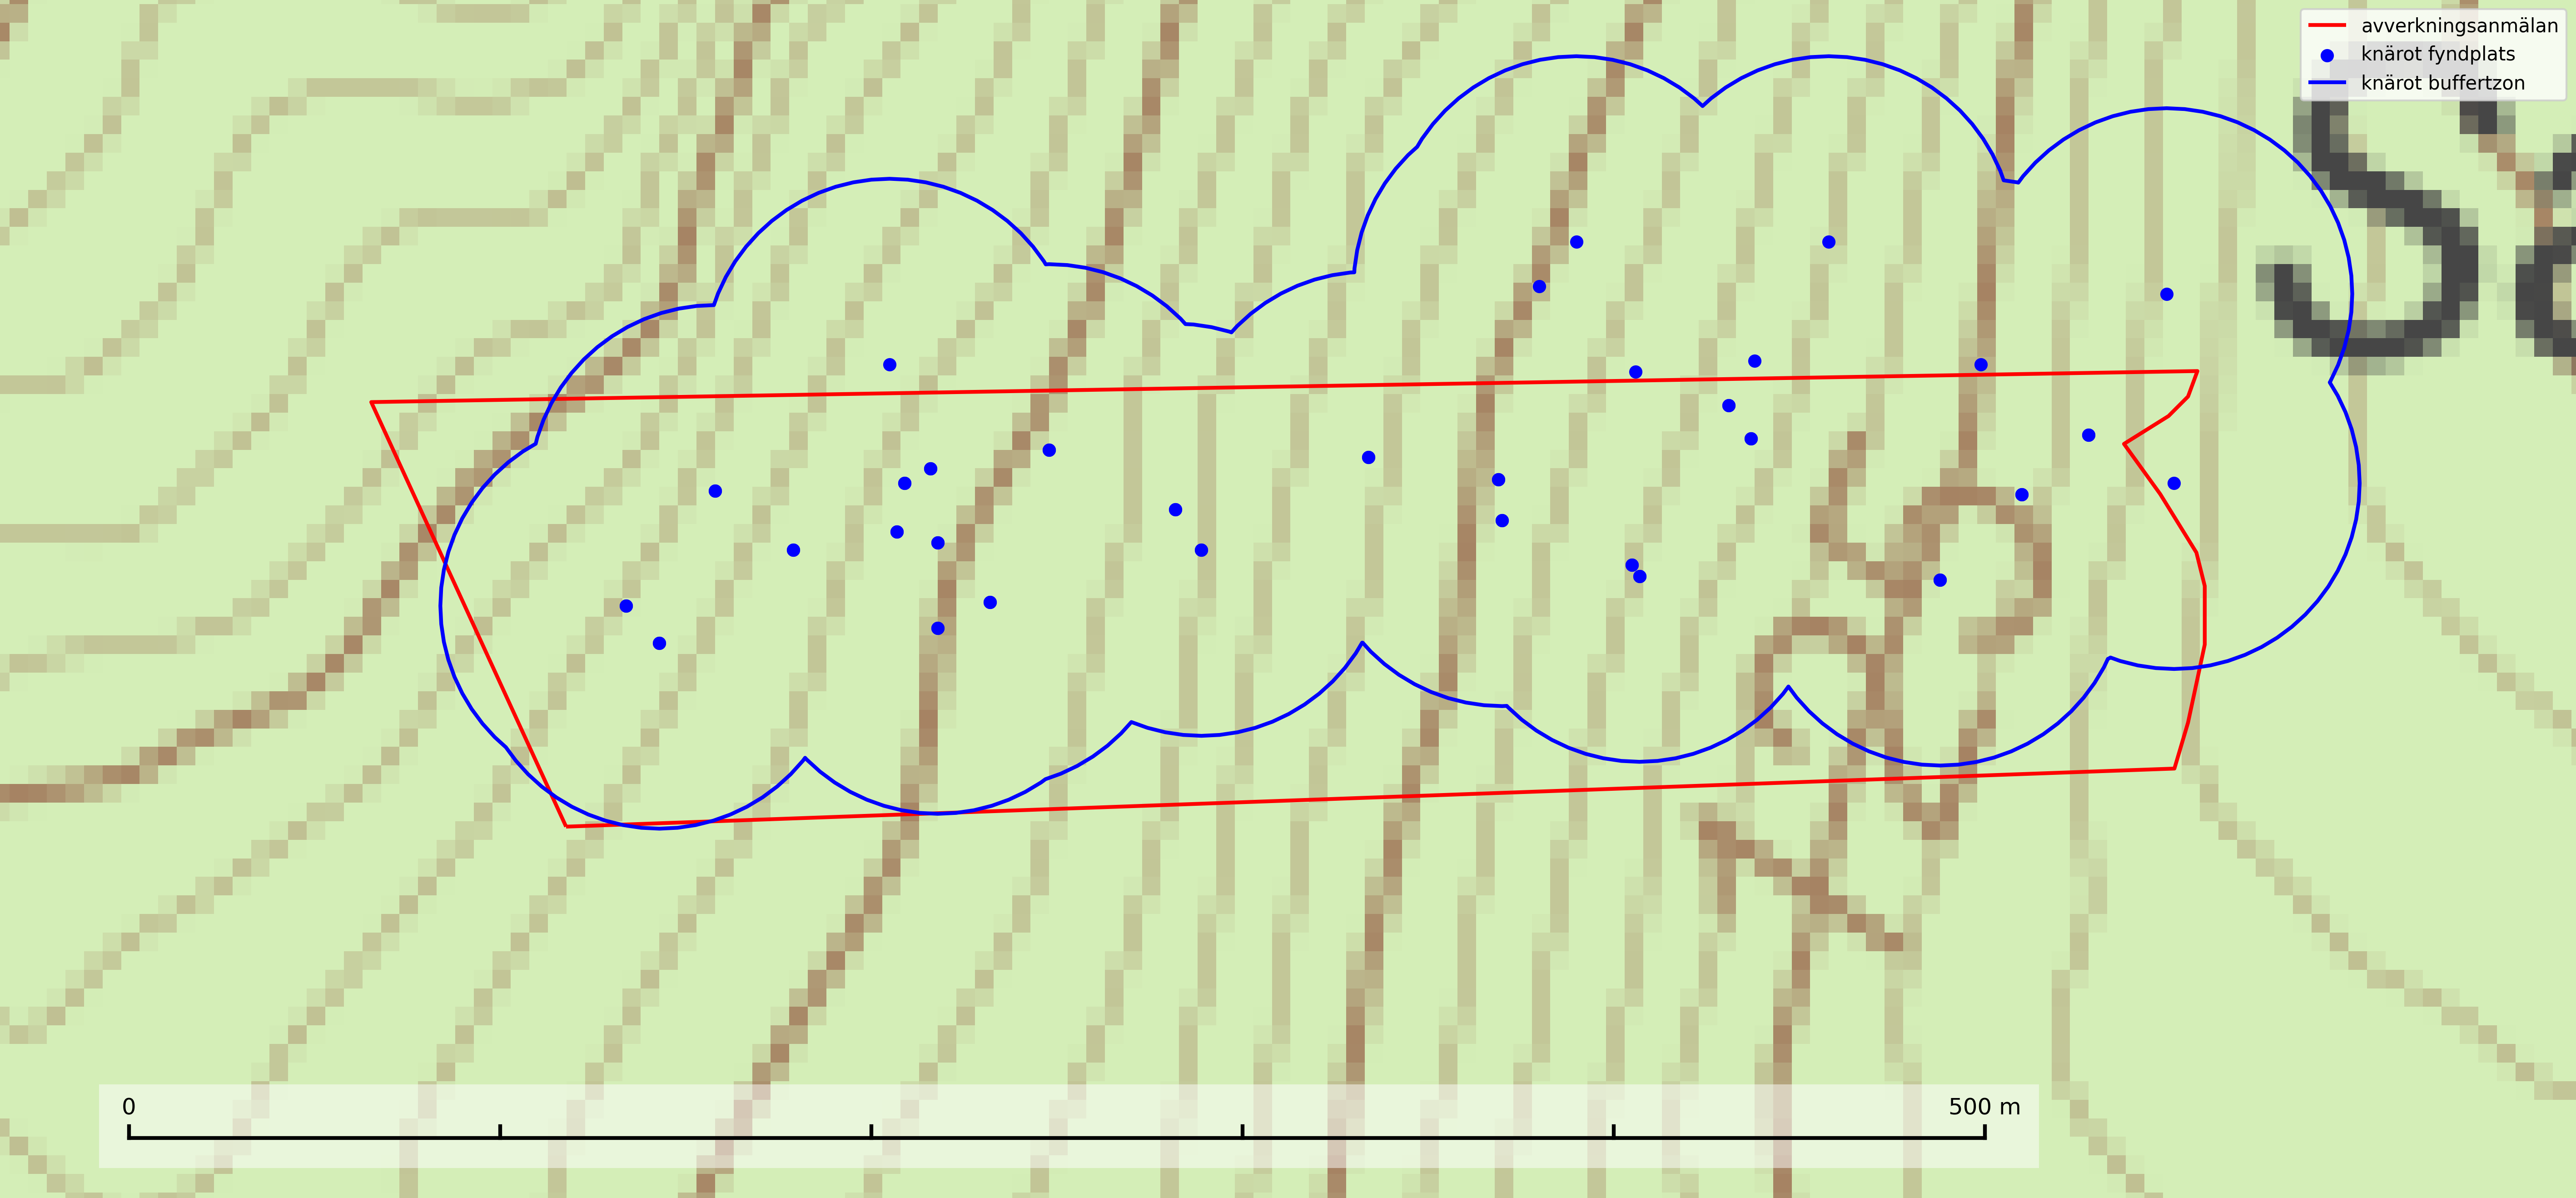 avverkningsanmälan
knärot fyndplats
knärot buffertzon
0
500 m